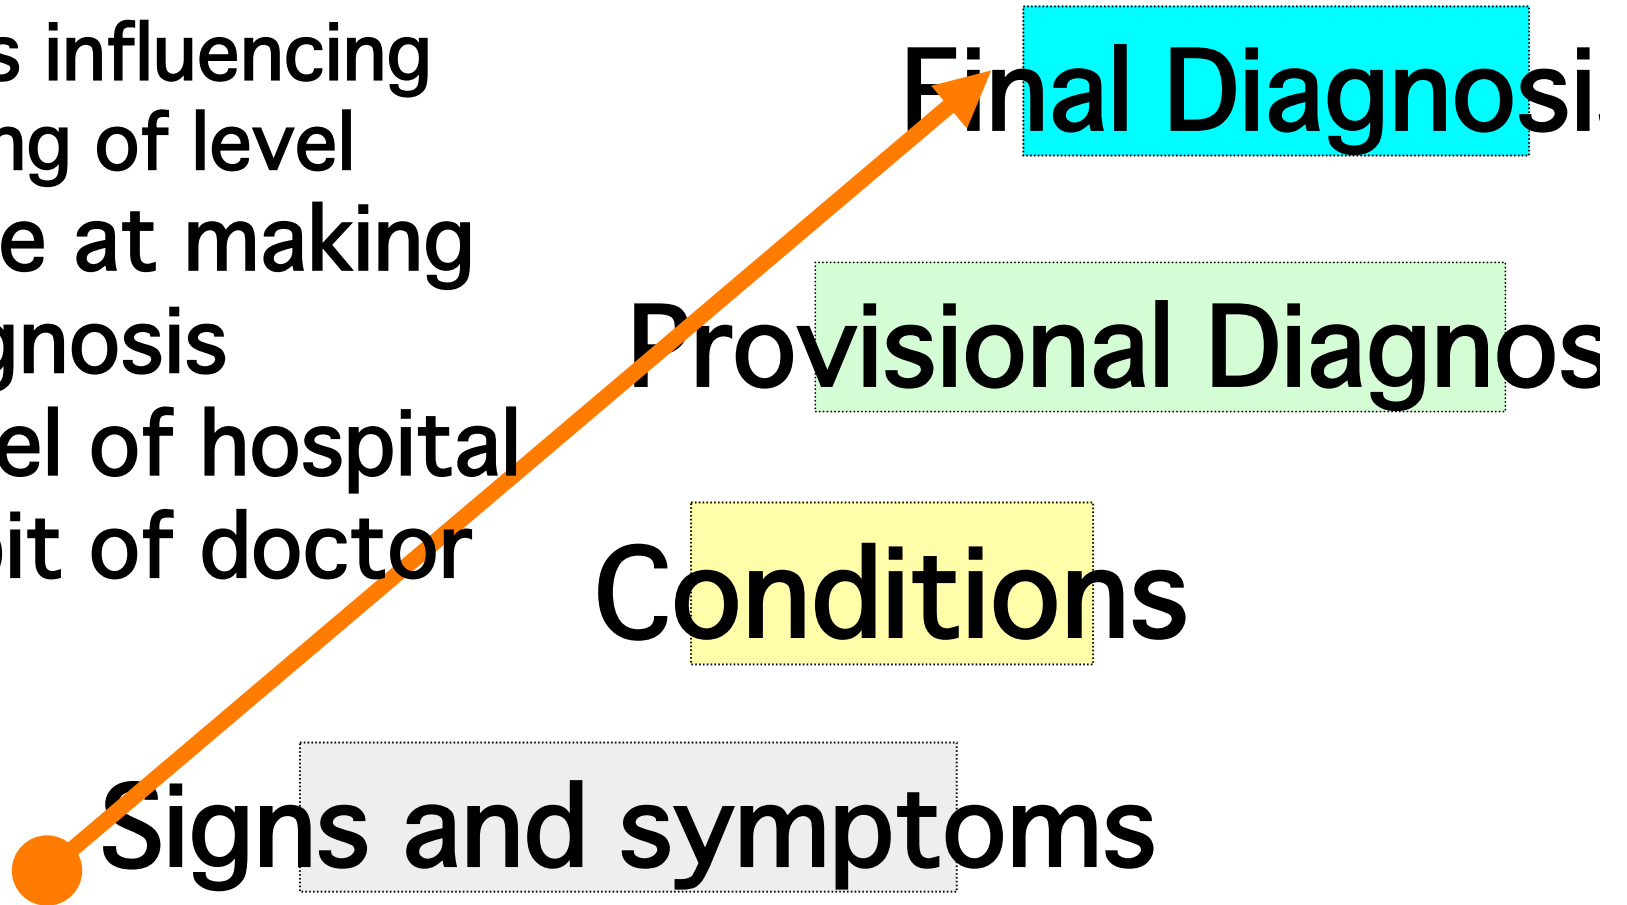 s influencing
ng of level
e at making
gnosis
el of hospital
it of doctor
Final Diagnosi
Provisional Diagnos
Conditions
Signs and symptoms